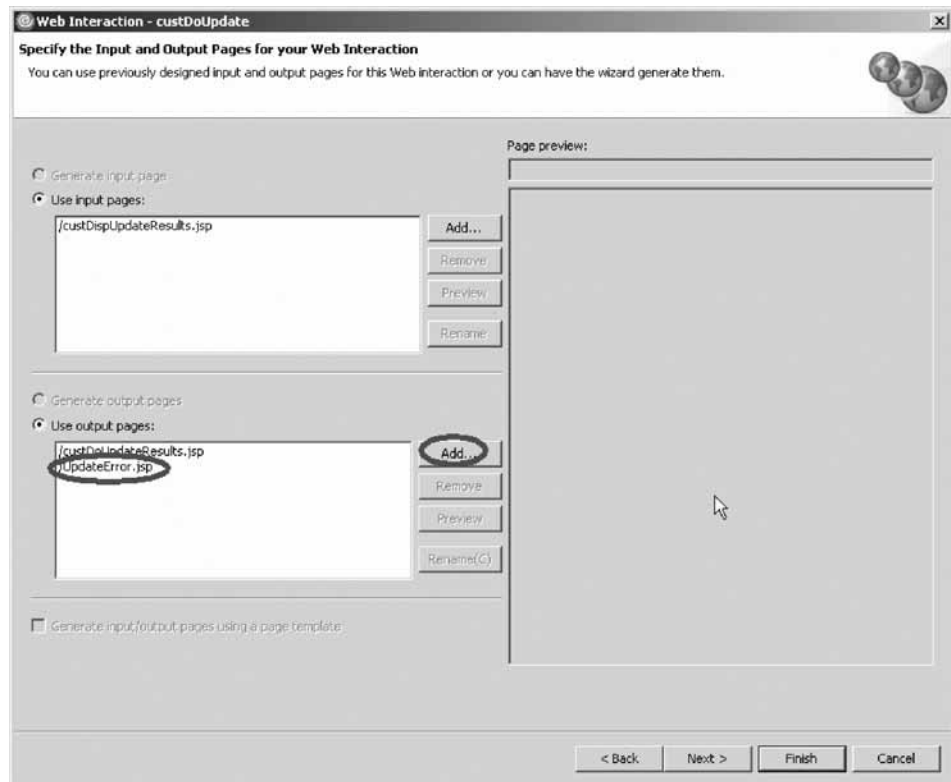 Web Interaction - custDoUpdate
Specify the Input and Output Pages for your Web Interaction
You can use previously designed input and output pages for this Web interaction or you can have the wizard generate them.
Page preview:
Generate input page
Use input pages:
/custDispUpdateResults.jsp
Add...
Remove
Preview
Rename
Generate output pages
Use output pages:
/custDoUpdateResults.jsp
/UpdateError.jsp
Add...
Remove
Preview
Rename(C)
Generate input/output pages using a page template
< Back
Next >
Finish
Cancel